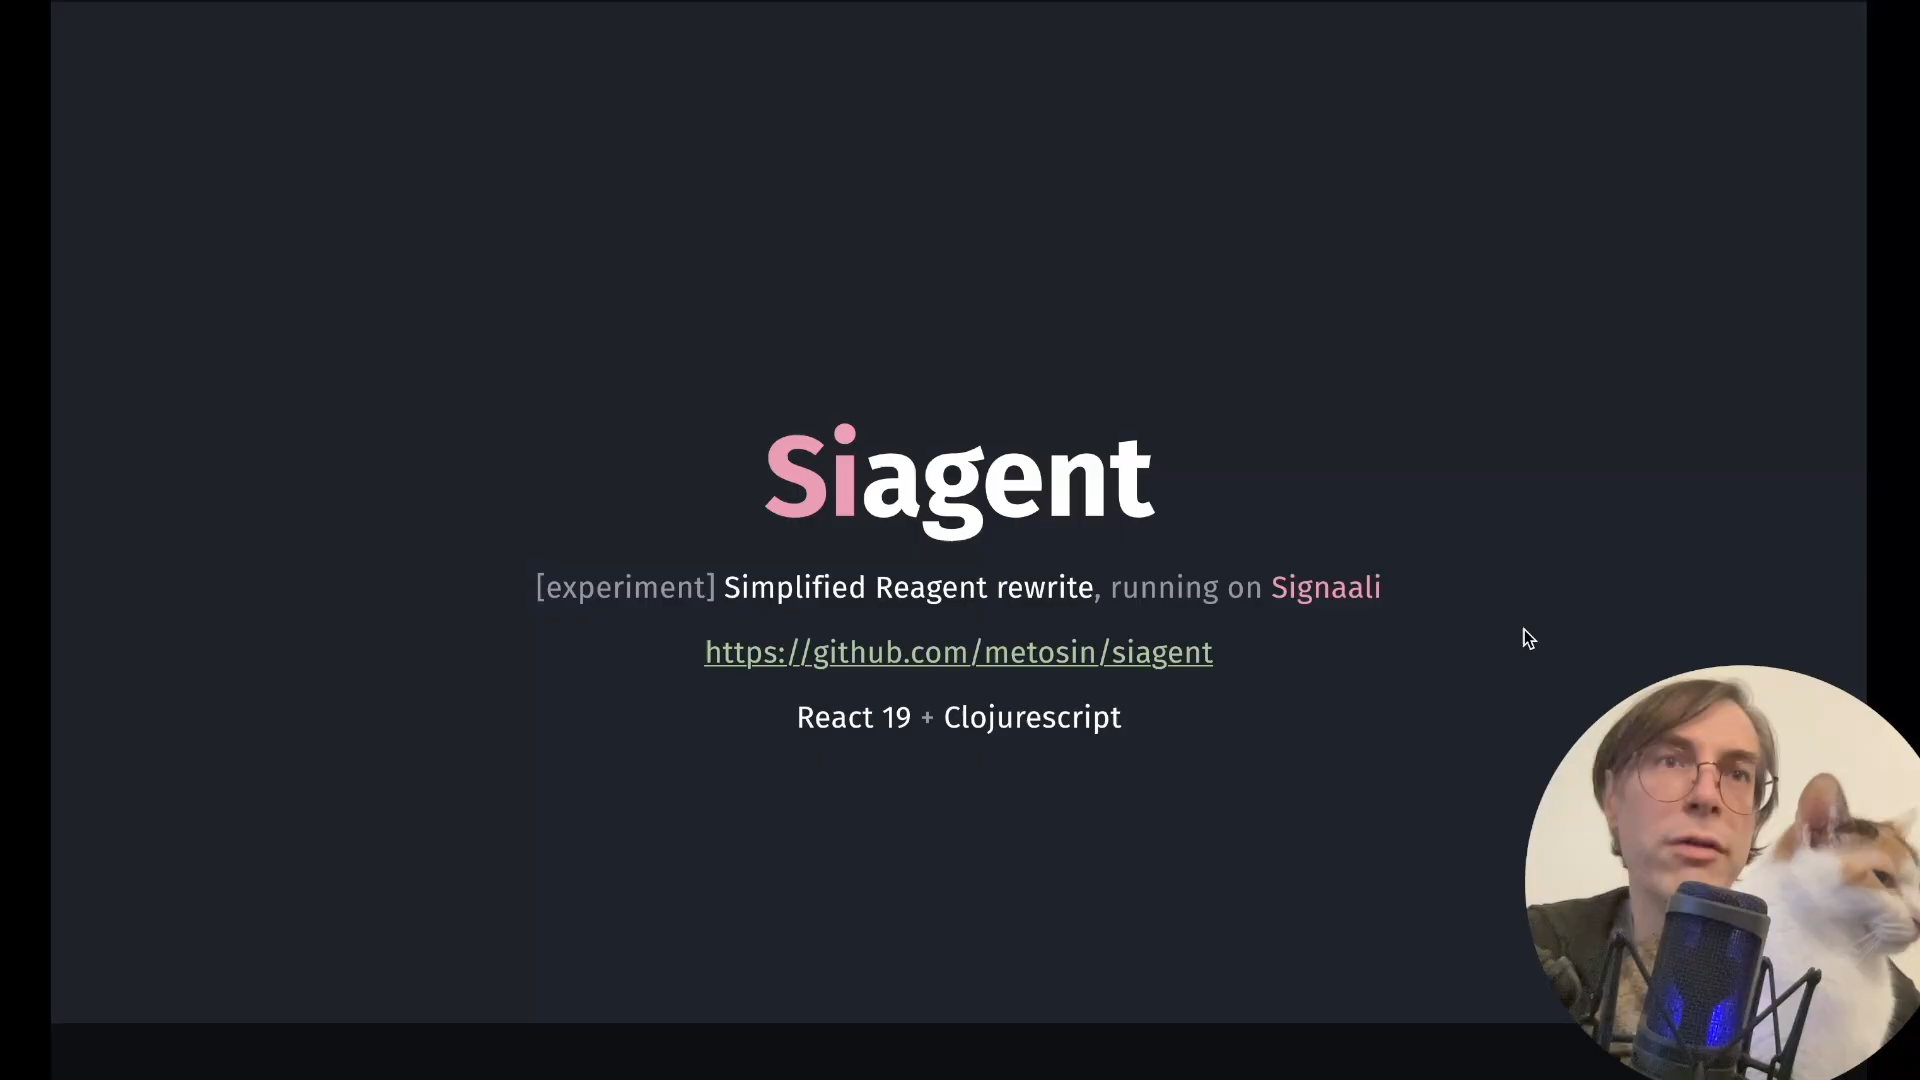 Siagent
[experiment] Simplified Reagent rewrite, running on Signaali
https://github.com/metosin/siagent
React 19 + Clojurescript